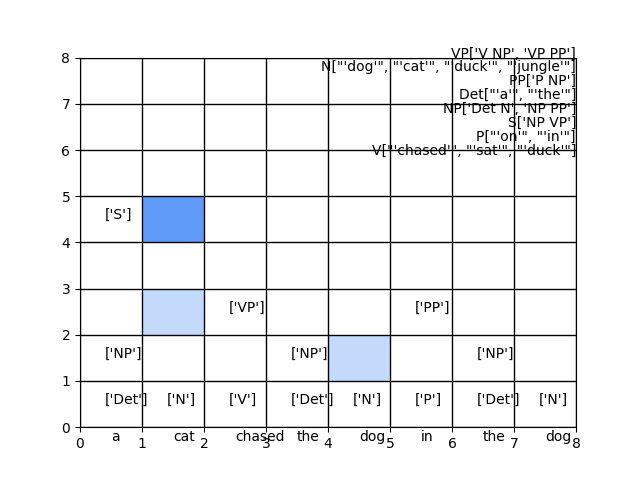 VP['V NP', 'VP PP']
8
N["'dog'", "'cat'", "'duck'", "'jungle'"]
PP['P NP']
Det["'a'", "'the'"]
7
NP['Det N', 'NP PP']
S['NP VP']
P["'on'", "'in'"]
6
V["'chased'", "'sat'", "'duck'"]
5
['S']
4
3
['VP'] ['PP']
2
['NP'] ['NP'] ['NP']
1
['Det'] ['N'] ['V'] ['Det'] ['N'] ['P'] ['Det'] ['N']
0
a cat chased the dog in the dog
0 1 2 3 4 5 6 7 8